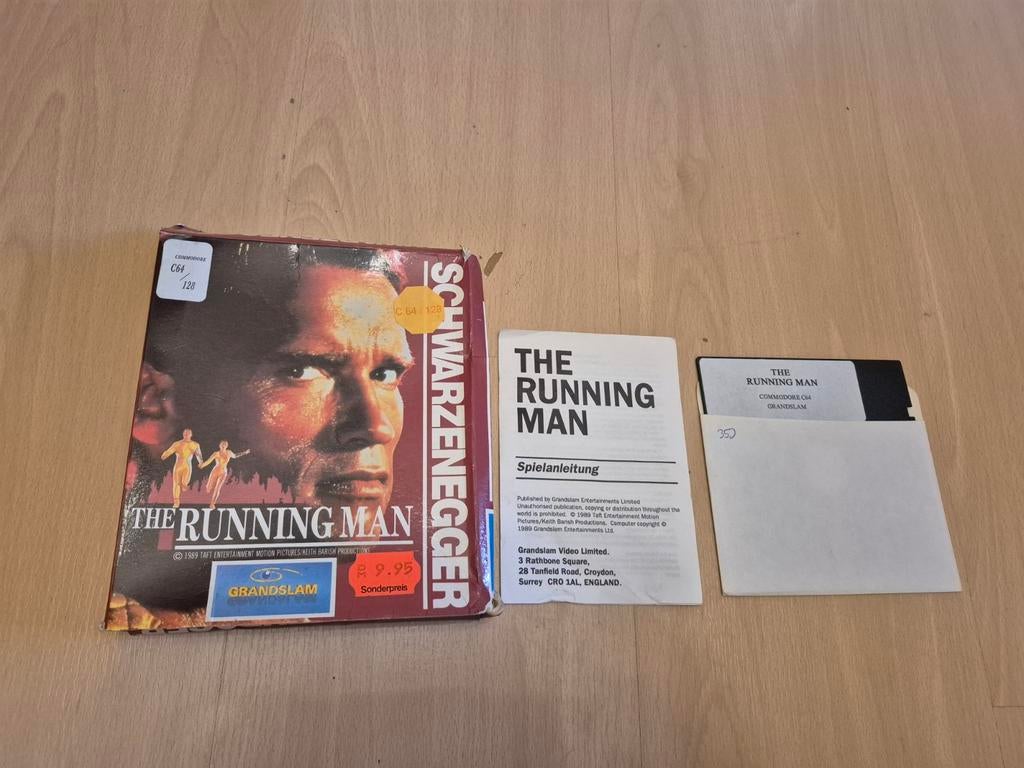 COMMODORE
C64
/
128
C 64 / 128
SCHWARZENEGGER
THE RUNNING MAN
© 1989 TAFT ENTERTAINMENT MOTION PICTURES/KEITH BARISH PRODUCTIONS
GRANDSLAM
DM 9.95
Sonderpreis
THE
RUNNING
MAN
Spielanleitung
Published by Grandslam Entertainments Limited
Unauthorised publication, copying or distribution throughout the
world is prohibited. © 1989 Taft Entertainment Motion
Pictures/Keith Barish Productions. Computer copyright ©
1989 Grandslam Entertainments Ltd.
Grandslam Video Limited.
3 Rathbone Square,
28 Tanfield Road, Croydon,
Surrey CRO 1AL, ENGLAND.
THE
RUNNING MAN
COMMODORE C64
GRANDSLAM